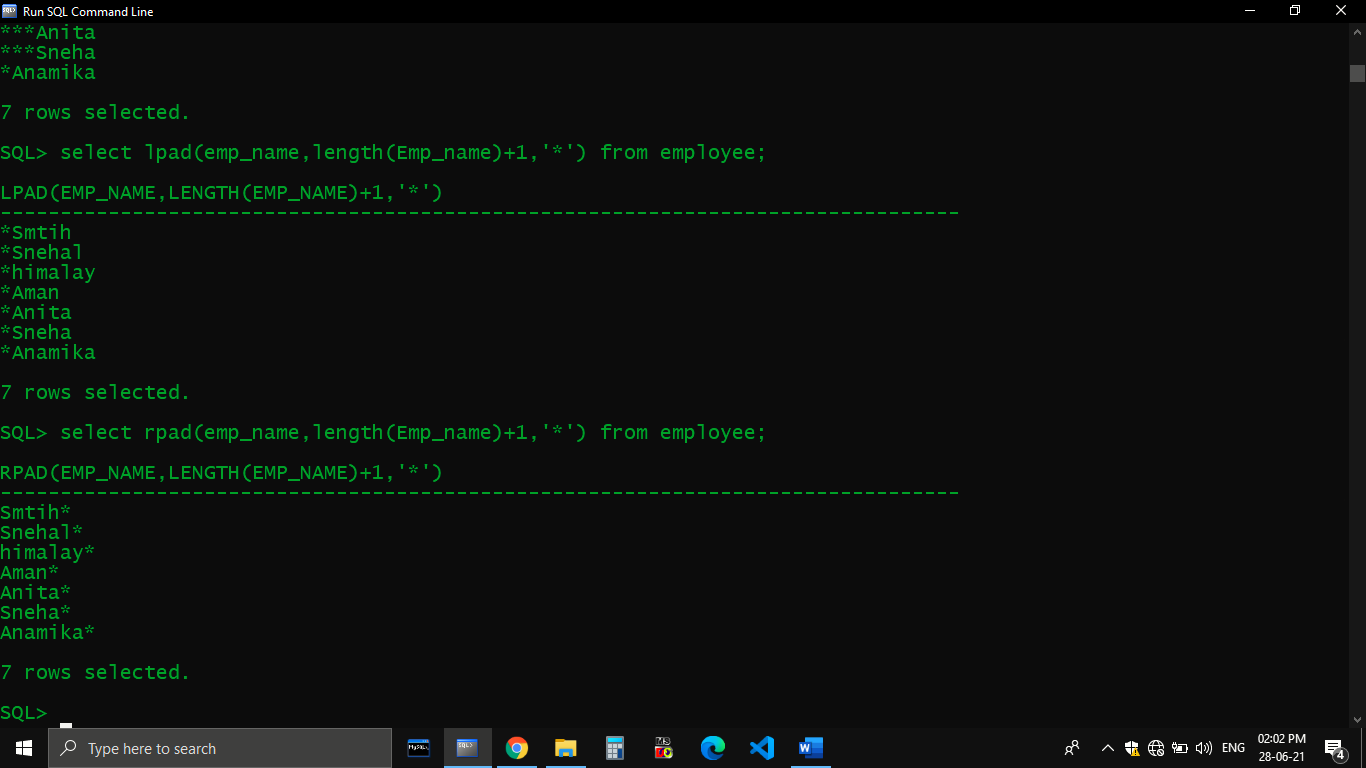 Run SQL Command Line
***Anita
***Sneha
*Anamika
7 rows selected.
SQL> select lpad(emp_name,length(Emp_name)+1,'*') from employee;
LPAD(EMP_NAME,LENGTH(EMP_NAME)+1,'*')
--------------------------------------------------------------------------------
*Smtih
*Snehal
*himalay
*Aman
*Anita
*Sneha
*Anamika
7 rows selected.
SQL> select rpad(emp_name,length(Emp_name)+1,'*') from employee;
RPAD(EMP_NAME,LENGTH(EMP_NAME)+1,'*')
--------------------------------------------------------------------------------
Smtih*
Snehal*
himalay*
Aman*
Anita*
Sneha*
Anamika*
7 rows selected.
SQL>
Type here to search
ENG
02:02 PM
28-06-21
4